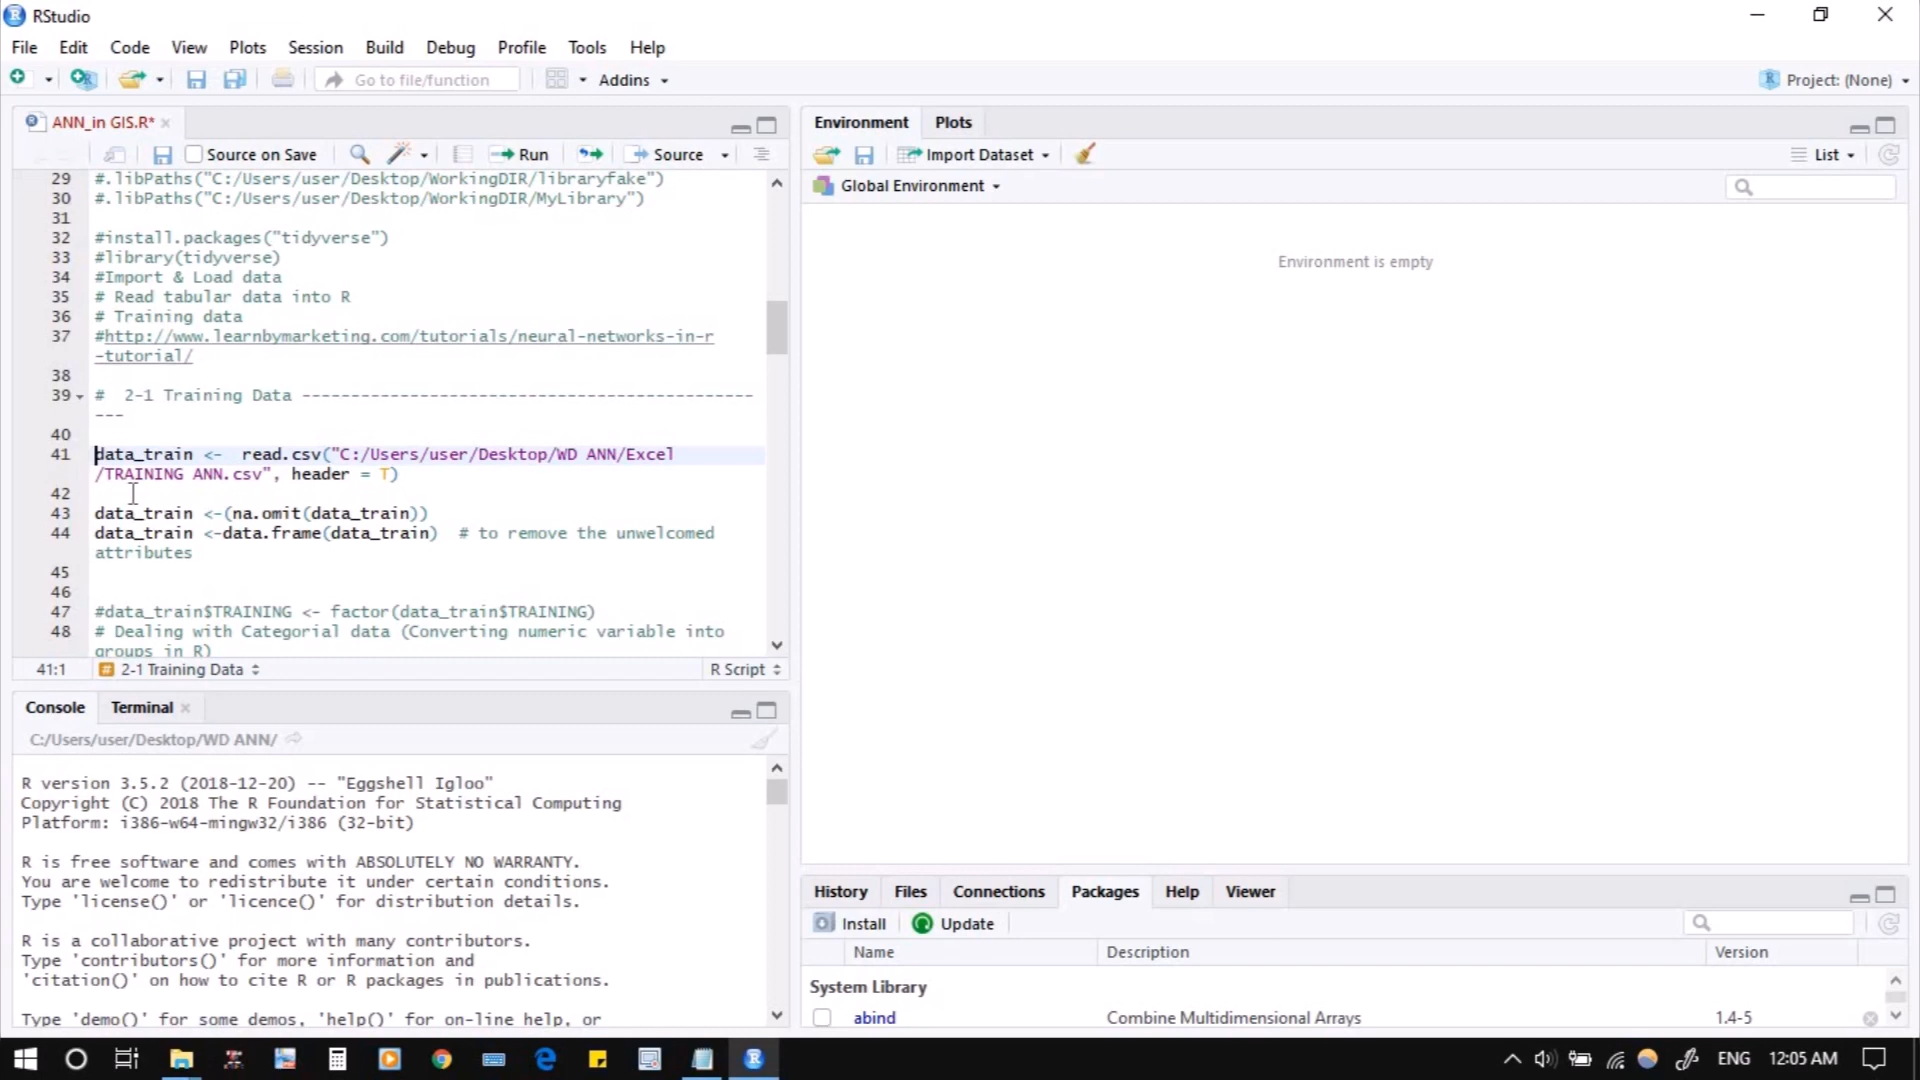 RStudio
File Edit Code View Plots Session Build Debug Profile Tools Help
Go to file/function Addins Project: (None)
ANN_in GIS.R*
Source on Save Run Source
29 #.libPaths("C:/Users/user/Desktop/WorkingDIR/libraryfake")
30 #.libPaths("C:/Users/user/Desktop/WorkingDIR/MyLibrary")
31
32 #install.packages("tidyverse")
33 #library(tidyverse)
34 #Import & Load data
35 # Read tabular data into R
36 # Training data
37 #http://www.learnbymarketing.com/tutorials/neural-networks-in-r
-tutorial/
38
39 #  2-1 Training Data ----------------------------------------------
---
40
41 data_train <-  read.csv("C:/Users/user/Desktop/WD ANN/Excel
/TRAINING ANN.csv", header = T)
42
43 data_train <-(na.omit(data_train))
44 data_train <-data.frame(data_train)  # to remove the unwelcomed
attributes
45
46
47 #data_train$TRAINING <- factor(data_train$TRAINING)
48 # Dealing with Categorial data (Converting numeric variable into
groups in R)
41:1 2-1 Training Data R Script
Console Terminal
C:/Users/user/Desktop/WD ANN/
R version 3.5.2 (2018-12-20) -- "Eggshell Igloo"
Copyright (C) 2018 The R Foundation for Statistical Computing
Platform: i386-w64-mingw32/i386 (32-bit)
R is free software and comes with ABSOLUTELY NO WARRANTY.
You are welcome to redistribute it under certain conditions.
Type 'license()' or 'licence()' for distribution details.
R is a collaborative project with many contributors.
Type 'contributors()' for more information and
'citation()' on how to cite R or R packages in publications.
Type 'demo()' for some demos, 'help()' for on-line help, or
Environment Plots
Import Dataset List
Global Environment
Environment is empty
History Files Connections Packages Help Viewer
Install Update
Name Description Version
System Library
abind Combine Multidimensional Arrays 1.4-5
ENG 12:05 AM